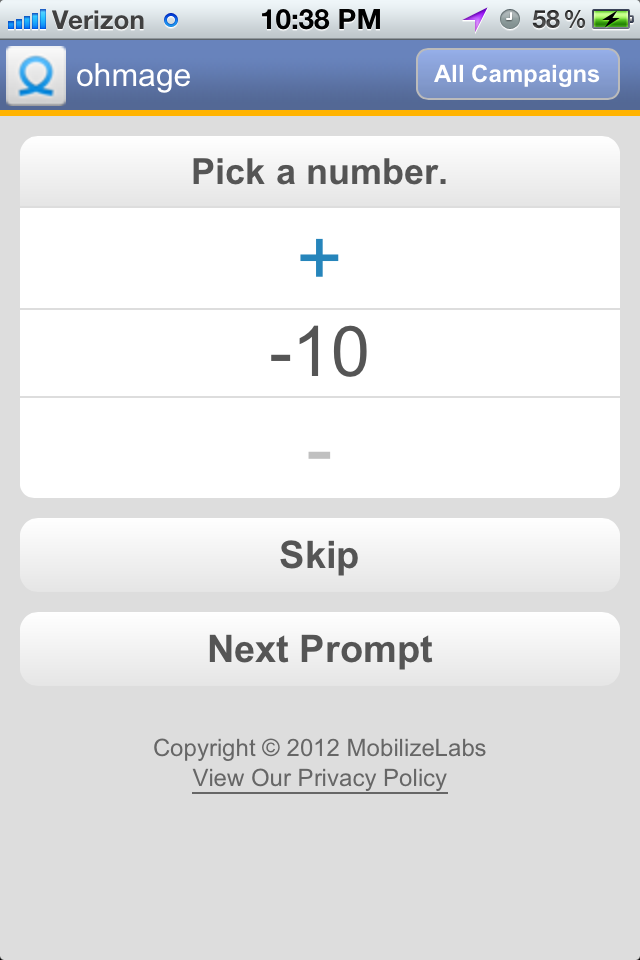 Verizon 10:38 PM 58 %
ohmage All Campaigns
Pick a number.
+
-10
-
Skip
Next Prompt
Copyright © 2012 MobilizeLabs
View Our Privacy Policy